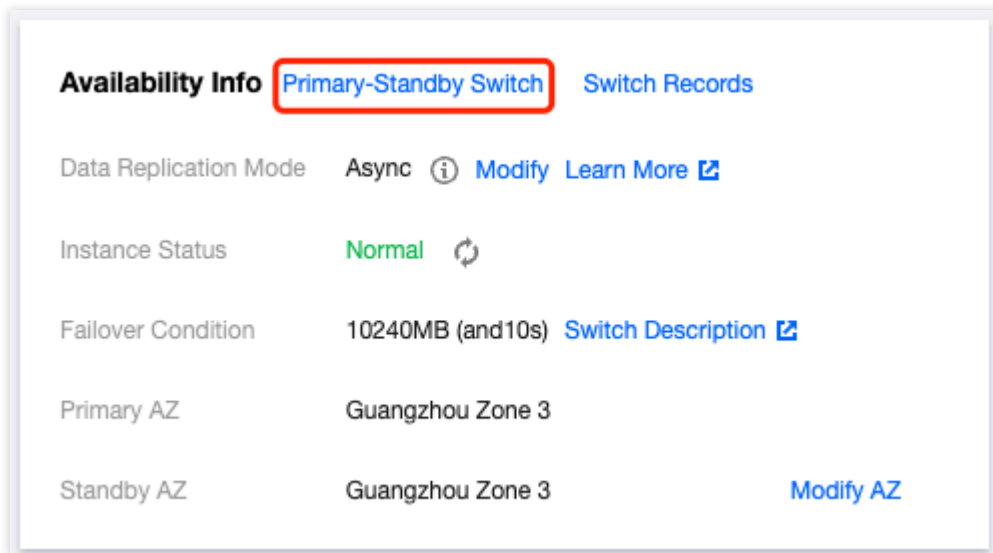 Availability Info Primary-Standby Switch Switch Records
Data Replication Mode Async Modify Learn More
Instance Status Normal
Failover Condition 10240MB (and10s) Switch Description
Primary AZ Guangzhou Zone 3
Standby AZ Guangzhou Zone 3 Modify AZ